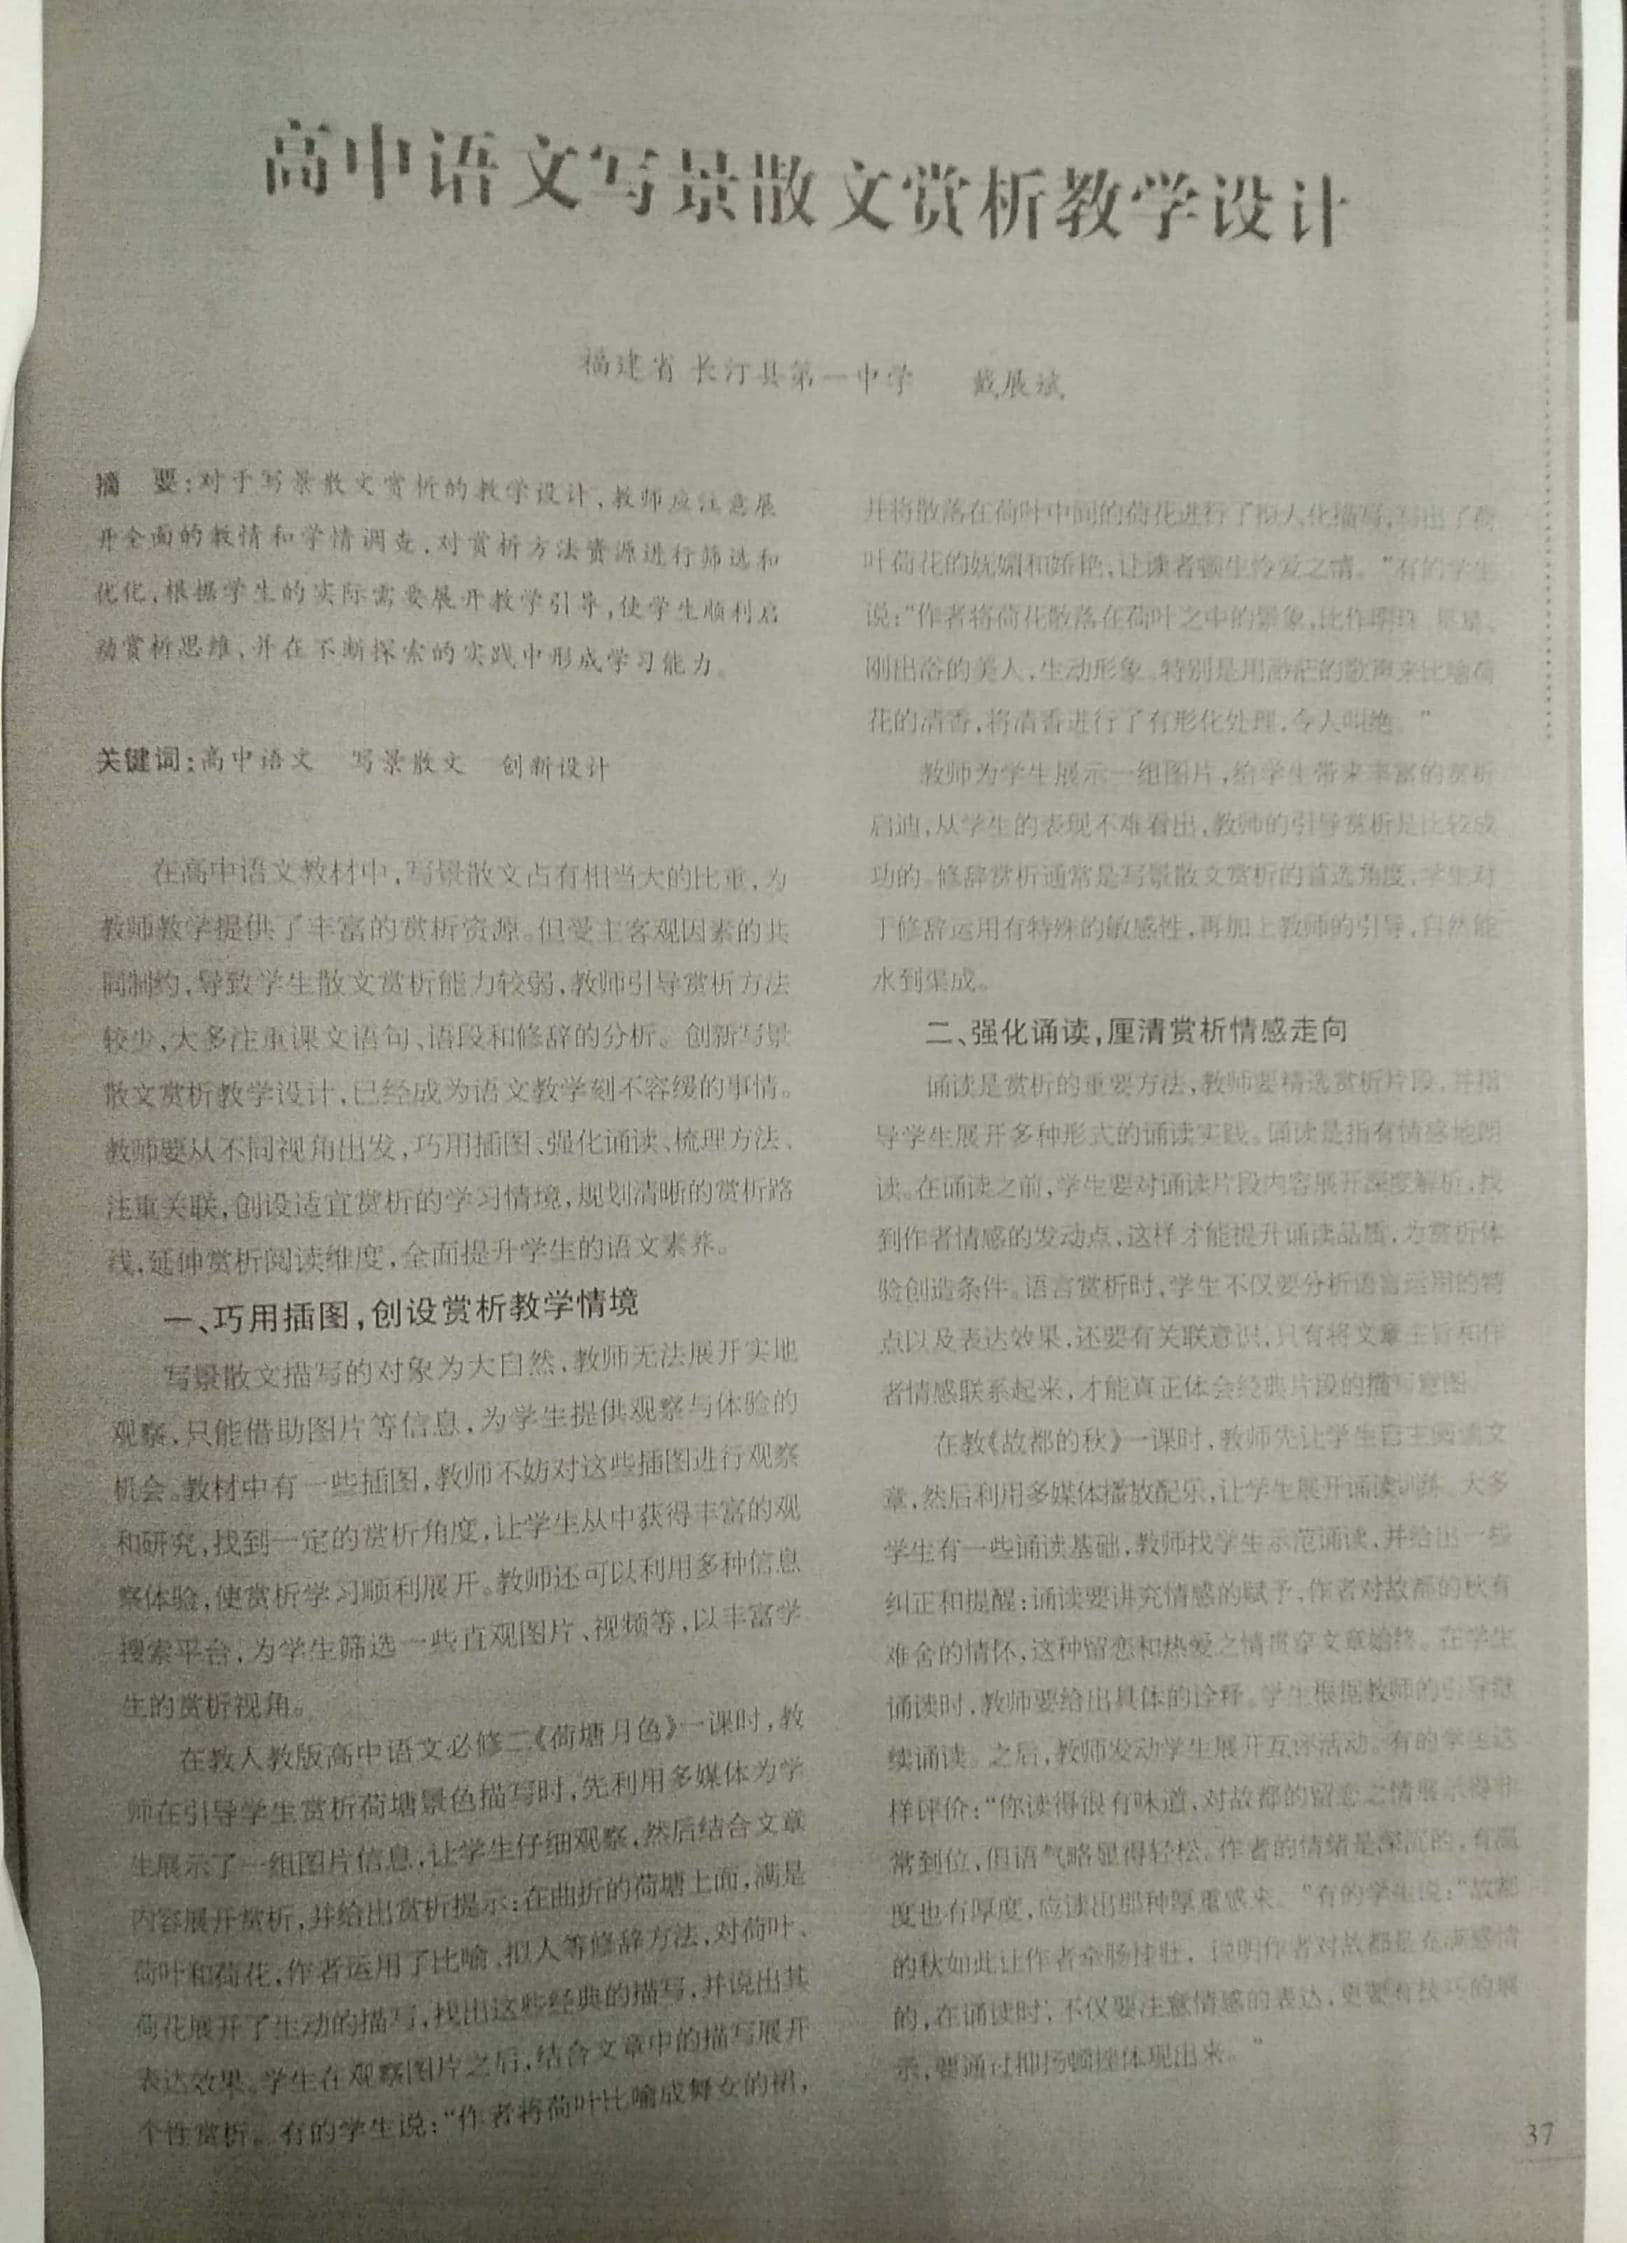 高中语文写景散文赏析教学设计
福建省 长汀县第一中学 戴展斌
摘 要:对于写景散文赏析的教学设计,教师应注意展
开全面的教情和学情调查,对赏析方法资源进行筛选和
优化,根据学生的实际需要展开教学引导,使学生顺利启
动赏析思维,并在不断探索的实践中形成学习能力。
关键词:高中语文 写景散文 创新设计
在高中语文教材中,写景散文占有相当大的比重,为
教师教学提供了丰富的赏析资源。但受主客观因素的共
同制约,导致学生散文赏析能力较弱,教师引导赏析方法
较少,大多注重课文语句、语段和修辞的分析。创新写景
散文赏析教学设计,已经成为语文教学刻不容缓的事情。
教师要从不同视角出发,巧用插图、强化诵读、梳理方法、
注重关联,创设适宜赏析的学习情境,规划清晰的赏析路
线,延伸赏析阅读维度,全面提升学生的语文素养。
一、巧用插图,创设赏析教学情境
写景散文描写的对象为大自然,教师无法展开实地
观察,只能借助图片等信息,为学生提供观察与体验的
机会。教材中有一些插图,教师不妨对这些插图进行观察
和研究,找到一定的赏析角度,让学生从中获得丰富的观
察体验,使赏析学习顺利展开。教师还可以利用多种信息
搜索平台,为学生筛选一些直观图片、视频等,以丰富学
生的赏析视角。
在教人教版高中语文必修二《荷塘月色》一课时,教
师在引导学生赏析荷塘景色描写时,先利用多媒体为学
生展示了一组图片信息,让学生仔细观察,然后结合文章
内容展开赏析,并给出赏析提示:在曲折的荷塘上面,满是
荷叶和荷花,作者运用了比喻、拟人等修辞方法,对荷叶、
荷花展开了生动的描写,找出这些经典的描写,并说出其
表达效果。学生在观察图片之后,结合文章中的描写展开
个性赏析。有的学生说:“作者将荷叶比喻成舞女的裙,
并将散落在荷叶中间的荷花进行了拟人化描写,写出了荷
叶荷花的妩媚和娇艳,让读者顿生怜爱之情。”有的学生
说:“作者将荷花散落在荷叶之中的景象,比作明珠、星星、
刚出浴的美人,生动形象。特别是用渺茫的歌声来比喻荷
花的清香,将清香进行了有形化处理,令人叫绝。”
教师为学生展示一组图片,给学生带来丰富的赏析
启迪,从学生的表现不难看出,教师的引导赏析是比较成
功的。修辞赏析通常是写景散文赏析的首选角度,学生对
于修辞运用有特殊的敏感性,再加上教师的引导,自然能
水到渠成。
二、强化诵读,厘清赏析情感走向
诵读是赏析的重要方法,教师要精选赏析片段,并指
导学生展开多种形式的诵读实践。诵读是指有情感地朗
读。在诵读之前,学生要对诵读片段内容展开深度解析,找
到作者情感的发动点,这样才能提升诵读品质,为赏析体
验创造条件。语言赏析时,学生不仅要分析语言运用的特
点以及表达效果,还要有关联意识,只有将文章主旨和作
者情感联系起来,才能真正体会经典片段的描写意图。
在教《故都的秋》一课时,教师先让学生自主阅读文
章,然后利用多媒体播放配乐,让学生展开诵读训练。大多
学生有一些诵读基础,教师找学生示范诵读,并给出一些
纠正和提醒:诵读要讲究情感的赋予,作者对故都的秋有
难舍的情怀,这种留恋和热爱之情贯穿文章始终。在学生
诵读时,教师要给出具体的诠释。学生根据教师的引导继
续诵读。之后,教师发动学生展开互评活动。有的学生这
样评价:“你读得很有味道,对故都的留恋之情展示得非
常到位,但语气略显得轻松,作者的情绪是深沉的,有温
度也有厚度,应读出那种厚重感来。”有的学生说:“故都
的秋如此让作者牵肠挂肚,说明作者对故都是充满感情
的,在诵读时,不仅要注意情感的表达,更要有技巧的展
示,要通过抑扬顿挫体现出来。”
37